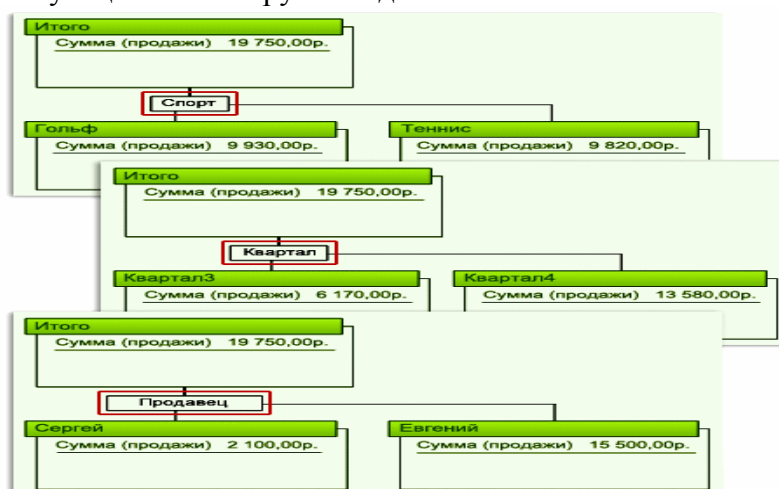 Итого
Сумма (продажи) 19 750,00р.
Спорт
Гольф Теннис
Сумма (продажи) 9 930,00р. Сумма (продажи) 9 820,00р.
Итого
Сумма (продажи) 19 750,00р.
Квартал
Квартал3 Квартал4
Сумма (продажи) 6 170,00р. Сумма (продажи) 13 580,00р.
Итого
Сумма (продажи) 19 750,00р.
Продавец
Сергей Евгений
Сумма (продажи) 2 100,00р. Сумма (продажи) 15 500,00р.